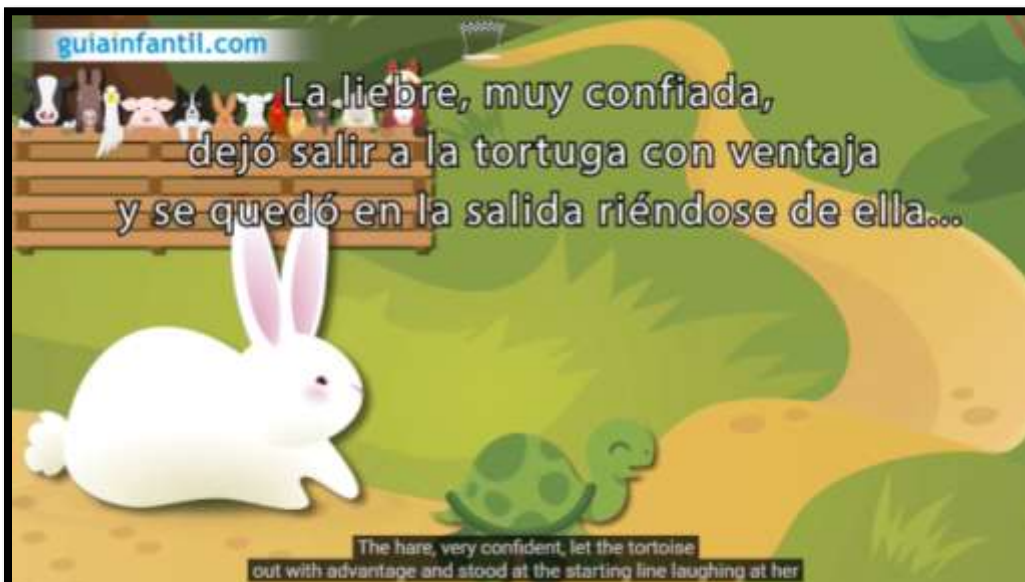 guiainfantil.com
La liebre, muy confiada,
dejó salir a la tortuga con ventaja
y se quedó en la salida riéndose de ella...
The hare, very confident, let the tortoise
out with advantage and stood at the starting line laughing at her